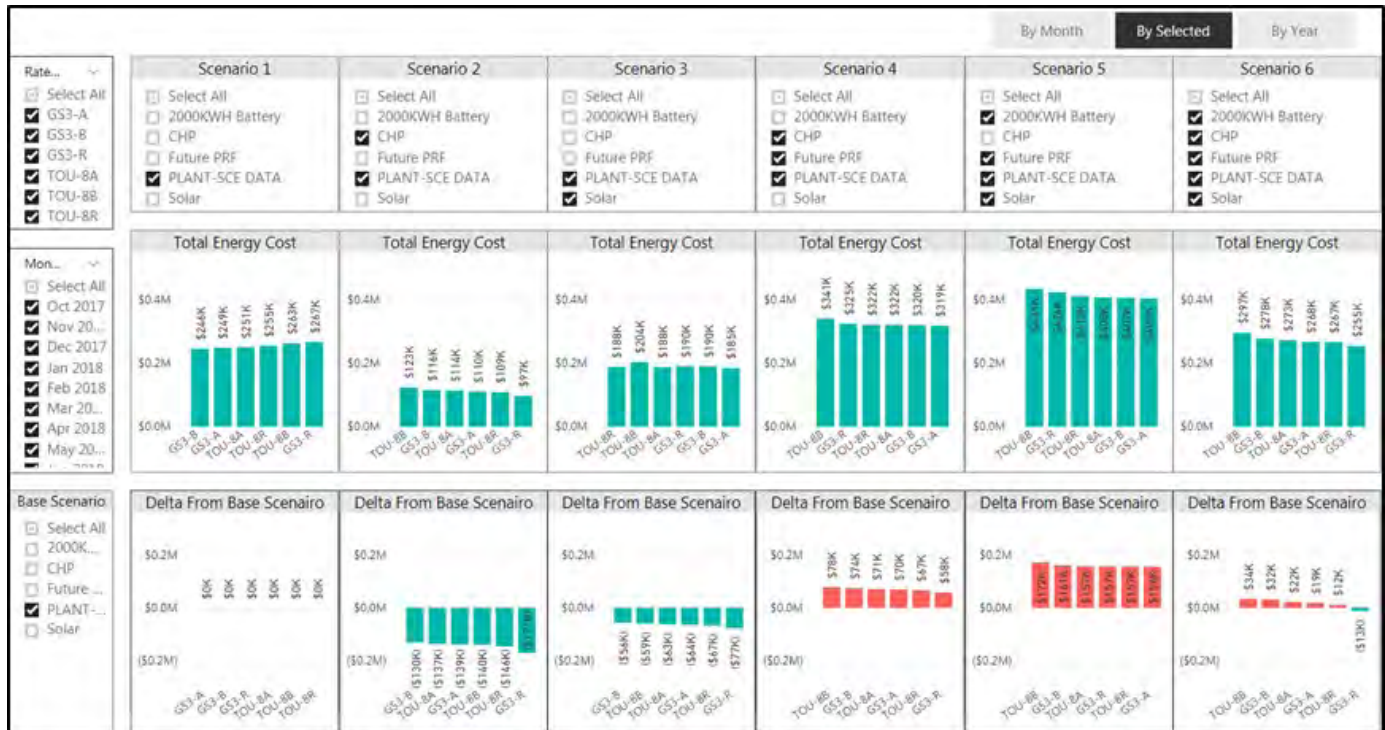 By Month By Selected By Year
Rate...
Select All
GS3-A
GS3-B
GS3-R
TOU-8A
TOU-8B
TOU-8R
Scenario 1
Select All
2000KWH Battery
CHP
Future PRF
PLANT-SCE DATA
Solar
Scenario 2
Select All
2000KWH Battery
CHP
Future PRF
PLANT-SCE DATA
Solar
Scenario 3
Select All
2000KWH Battery
CHP
Future PRF
PLANT-SCE DATA
Solar
Scenario 4
Select All
2000KWH Battery
CHP
Future PRF
PLANT-SCE DATA
Solar
Scenario 5
Select All
2000KWH Battery
CHP
Future PRF
PLANT-SCE DATA
Solar
Scenario 6
Select All
2000KWH Battery
CHP
Future PRF
PLANT-SCE DATA
Solar
Mon...
Select All
Oct 2017
Nov 20...
Dec 2017
Jan 2018
Feb 2018
Mar 20...
Apr 2018
May 20...
Total Energy Cost
$0.4M
$0.2M
$0.0M
$246K $249K $251K $255K $263K $267K
GS3-B GS3-A TOU-8A TOU-8R TOU-8B GS3-R
Total Energy Cost
$0.4M
$0.2M
$0.0M
$123K $116K $114K $110K $109K $97K
TOU-8B GS3-B TOU-8A GS3-A TOU-8R GS3-R
Total Energy Cost
$0.4M
$0.2M
$0.0M
$188K $204K $188K $190K $190K $185K
TOU-8R TOU-8B TOU-8A GS3-R GS3-B GS3-A
Total Energy Cost
$0.4M
$0.2M
$0.0M
$341K $325K $322K $322K $320K $319K
TOU-8B GS3-R TOU-8R TOU-8A GS3-B GS3-A
Total Energy Cost
$0.4M
$0.2M
$0.0M
TOU-8B GS3-R TOU-8R TOU-8A GS3-B GS3-A
Total Energy Cost
$0.4M
$0.2M
$0.0M
$297K $278K $273K $268K $267K $255K
TOU-8B GS3-B TOU-8A GS3-A TOU-8R GS3-R
Base Scenario
Select All
2000K....
CHP
Future ...
PLANT-...
Solar
Delta From Base Scenairo
$0.2M
$0.0M
($0.2M)
$0K $0K $0K $0K $0K $0K
GS3-A GS3-B GS3-R TOU-8A TOU-8B TOU-8R
Delta From Base Scenairo
$0.2M
$0.0M
($0.2M)
($130K) ($137K) ($139K) ($140K) ($146K)
GS3-B TOU-8A GS3-A TOU-8B TOU-8R GS3-R
Delta From Base Scenairo
$0.2M
$0.0M
($0.2M)
($56K) ($59K) ($63K) ($64K) ($67K) ($77K)
GS3-B TOU-8B TOU-8A GS3-A TOU-8R GS3-R
Delta From Base Scenairo
$0.2M
$0.0M
($0.2M)
$78K $74K $71K $70K $67K $58K
TOU-8B GS3-B TOU-8A GS3-A TOU-8R GS3-R
Delta From Base Scenairo
$0.2M
$0.0M
($0.2M)
$172K $161K $157K $157K
TOU-8B GS3-B TOU-8A GS3-R TOU-8R GS3-A
Delta From Base Scenairo
$0.2M
$0.0M
($0.2M)
$34K $32K $22K $19K $12K ($13K)
TOU-8B GS3-B TOU-8A GS3-A TOU-8R GS3-R